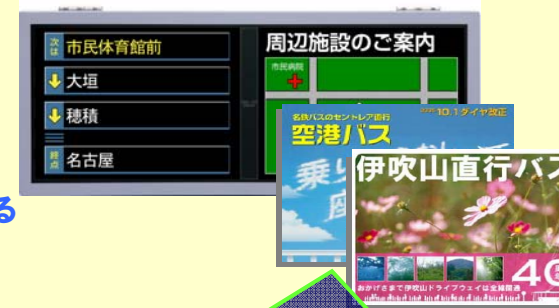 次は 市民体育館前
大垣
穂積
終点 名古屋
周辺施設のご案内
市民病院
る
名鉄バスのセントレア直行
10.1ダイヤ改正
空港バス
伊吹山直行バス
おかげさまで伊吹山ドライブウェイは全線開通